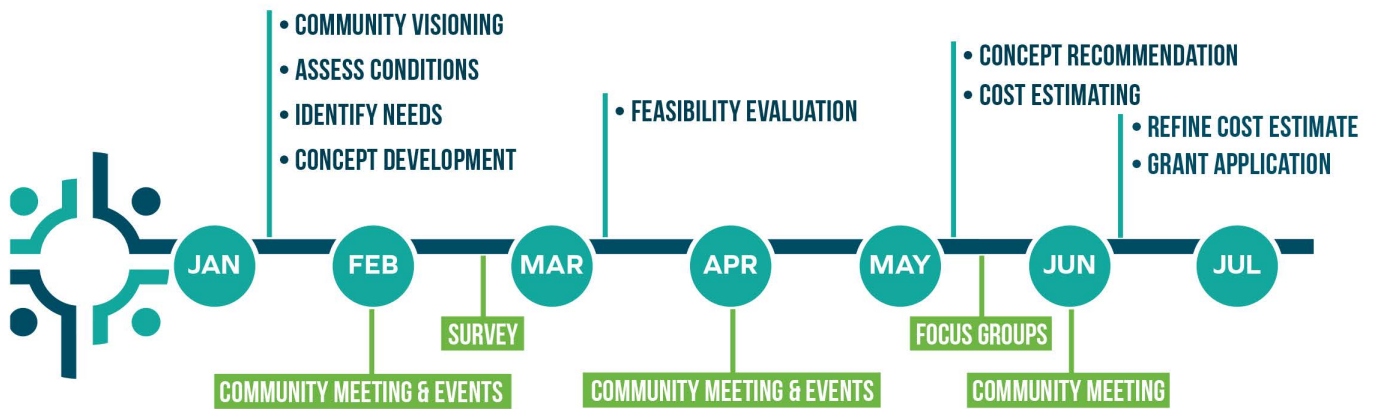 • COMMUNITY VISIONING
• ASSESS CONDITIONS
• IDENTIFY NEEDS
• CONCEPT DEVELOPMENT
• FEASIBILITY EVALUATION
• CONCEPT RECOMMENDATION
• COST ESTIMATING
• REFINE COST ESTIMATE
• GRANT APPLICATION
JAN FEB MAR APR MAY JUN JUL
SURVEY
FOCUS GROUPS
COMMUNITY MEETING & EVENTS
COMMUNITY MEETING & EVENTS
COMMUNITY MEETING